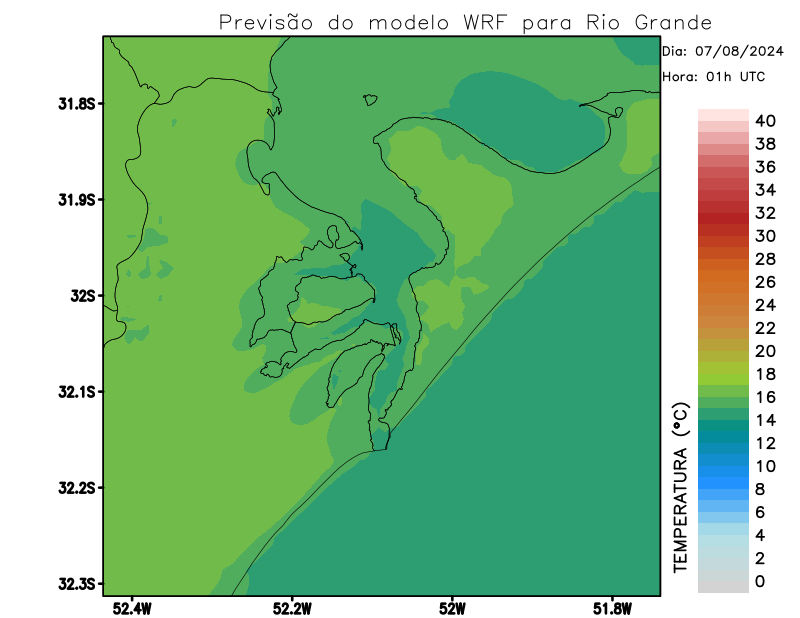 Previsão do modelo WRF para Rio Grande
Dia: 07/08/2024
Hora: 01h UTC
31.8S
31.9S
32S
32.1S
32.2S
32.3S
52.4W
52.2W
52W
51.8W
TEMPERATURA (°C)
40
38
36
34
32
30
28
26
24
22
20
18
16
14
12
10
8
6
4
2
0